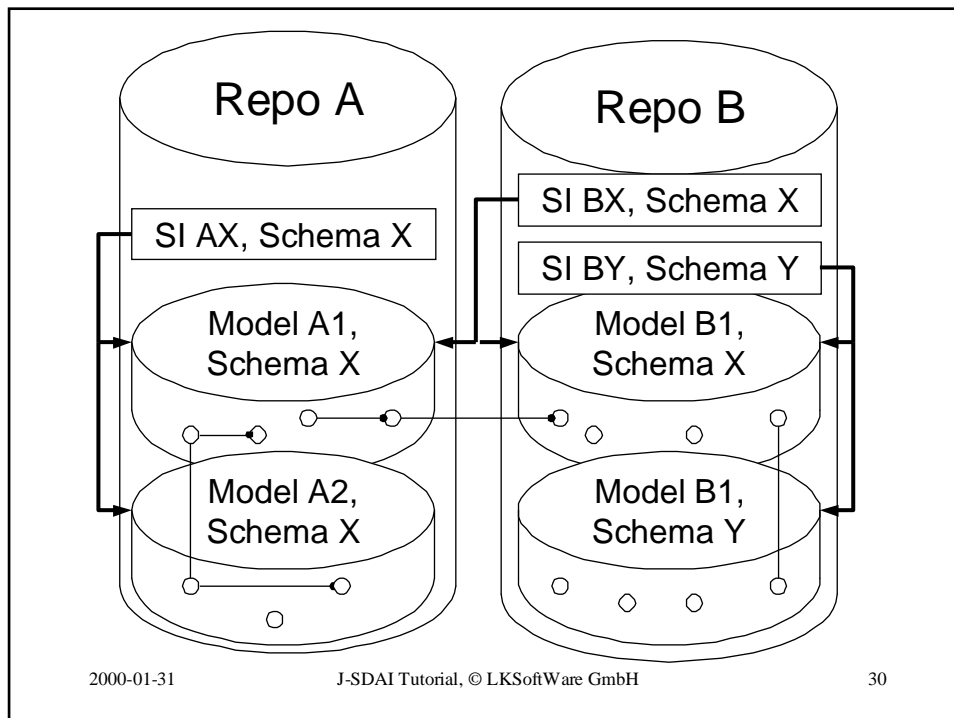 Repo A
Repo B
SI AX, Schema X
SI BX, Schema X
SI BY, Schema Y
Model A1,
Schema X
Model B1,
Schema X
Model A2,
Schema X
Model B1,
Schema Y
2000-01-31
J-SDAI Tutorial, © LKSoftWare GmbH
30